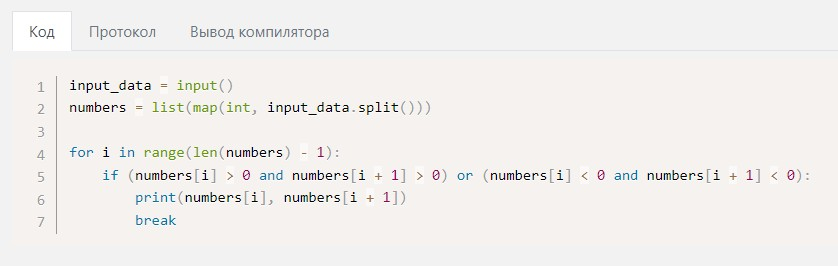 Код Протокол Вывод компилятора
1 input_data = input()
2 numbers = list(map(int, input_data.split()))
3
4 for i in range(len(numbers) - 1):
5     if (numbers[i] > 0 and numbers[i + 1] > 0) or (numbers[i] < 0 and numbers[i + 1] < 0):
6         print(numbers[i], numbers[i + 1])
7         break